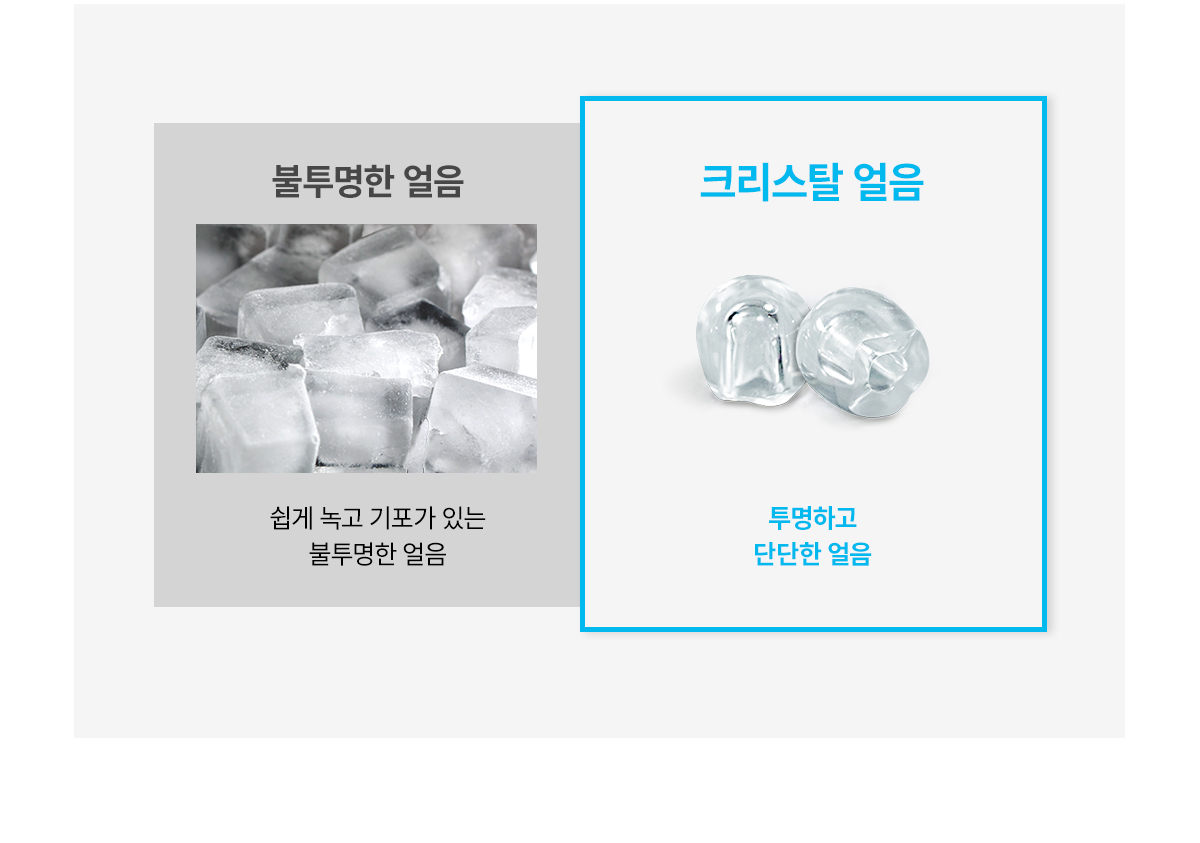 불투명한 얼음
쉽게 녹고 기포가 있는
불투명한 얼음
크리스탈 얼음
투명하고
단단한 얼음